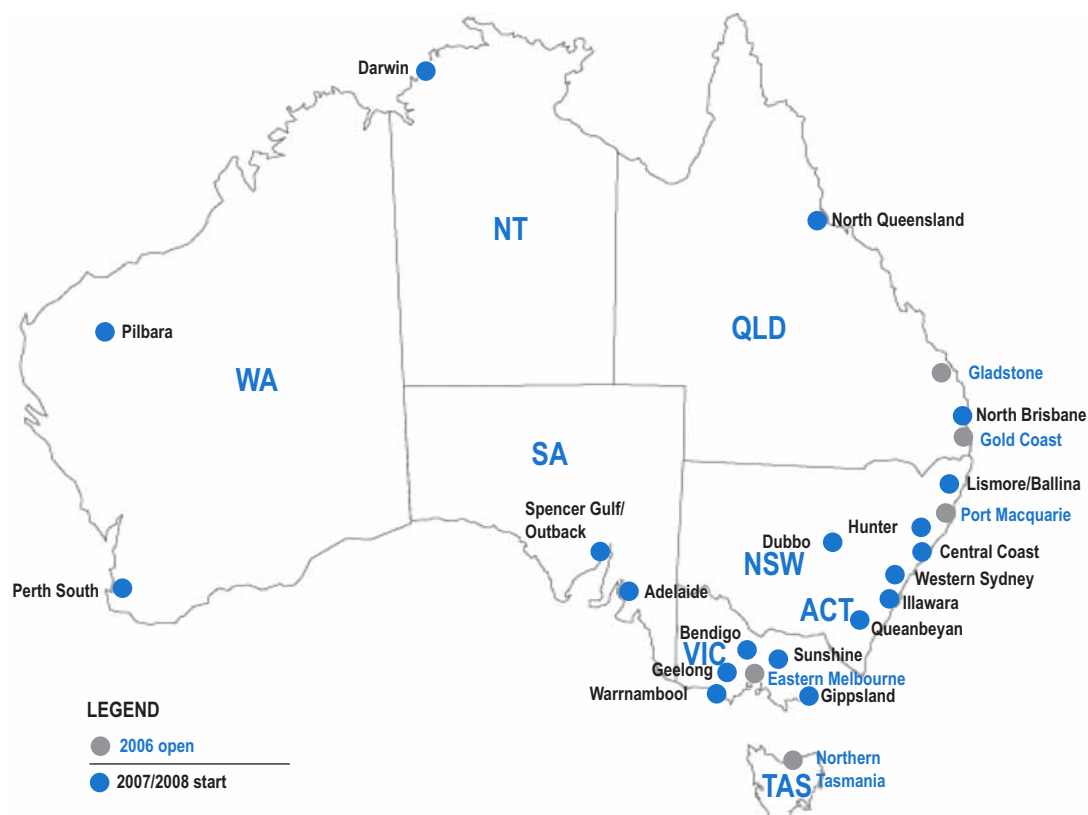 Darwin
NT
North Queensland
Pilbara
QLD
WA
Gladstone
North Brisbane
Gold Coast
SA
Lismore/Ballina
Spencer Gulf/
Outback
Port Macquarie
Hunter
Dubbo
NSW
Central Coast
Western Sydney
Perth South
Adelaide
Illawara
ACT
Queanbeyan
Bendigo
VIC
Sunshine
Geelong
Eastern Melbourne
Warrnambool
Gippsland
LEGEND
2006 open
2007/2008 start
Northern
Tasmania
TAS